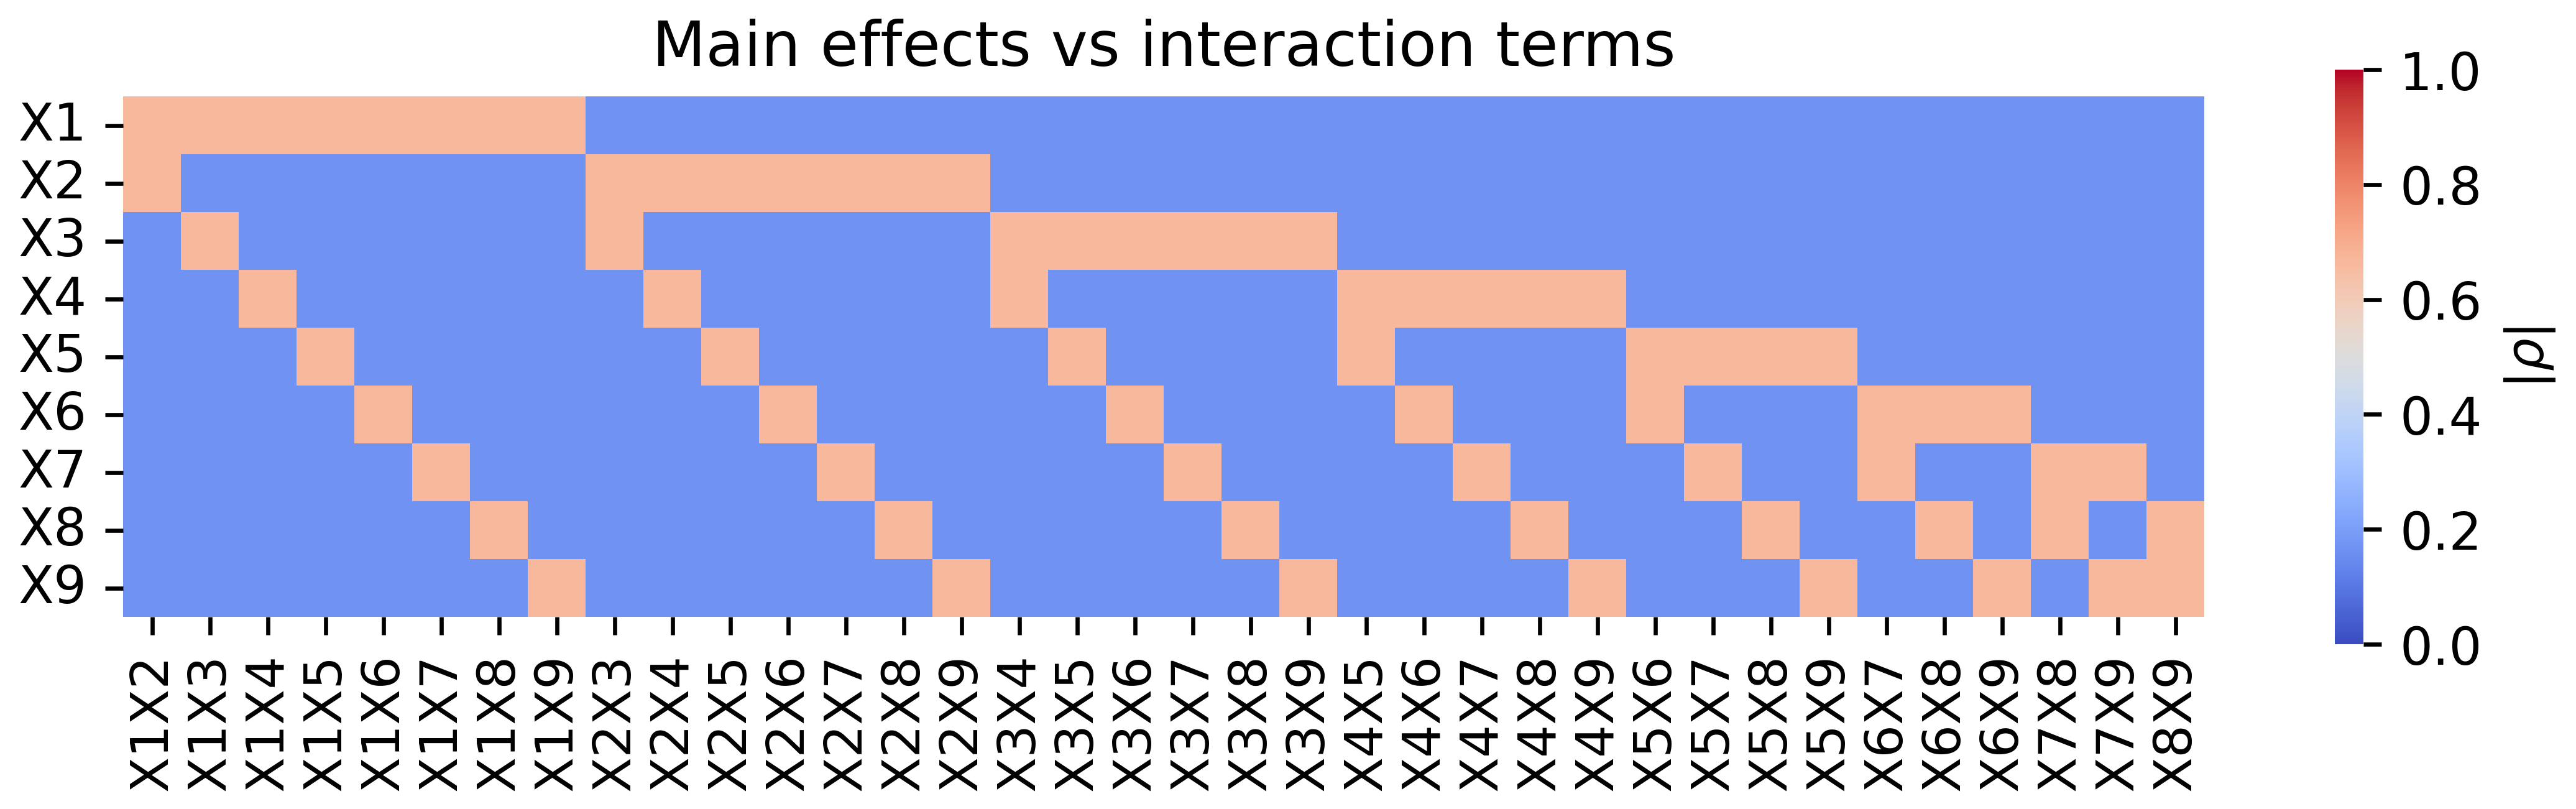 Main effects vs interaction terms
X1
X2
X3
X4
X5
X6
X7
X8
X9
X1X2 X1X3 X1X4 X1X5 X1X6 X1X7 X1X8 X1X9 X2X3 X2X4 X2X5 X2X6 X2X7 X2X8 X2X9 X3X4 X3X5 X3X6 X3X7 X3X8 X3X9 X4X5 X4X6 X4X7 X4X8 X4X9 X5X6 X5X7 X5X8 X5X9 X6X7 X6X8 X6X9 X7X8 X7X9 X8X9
1.0
0.8
0.6
0.4
0.2
0.0
|ρ|